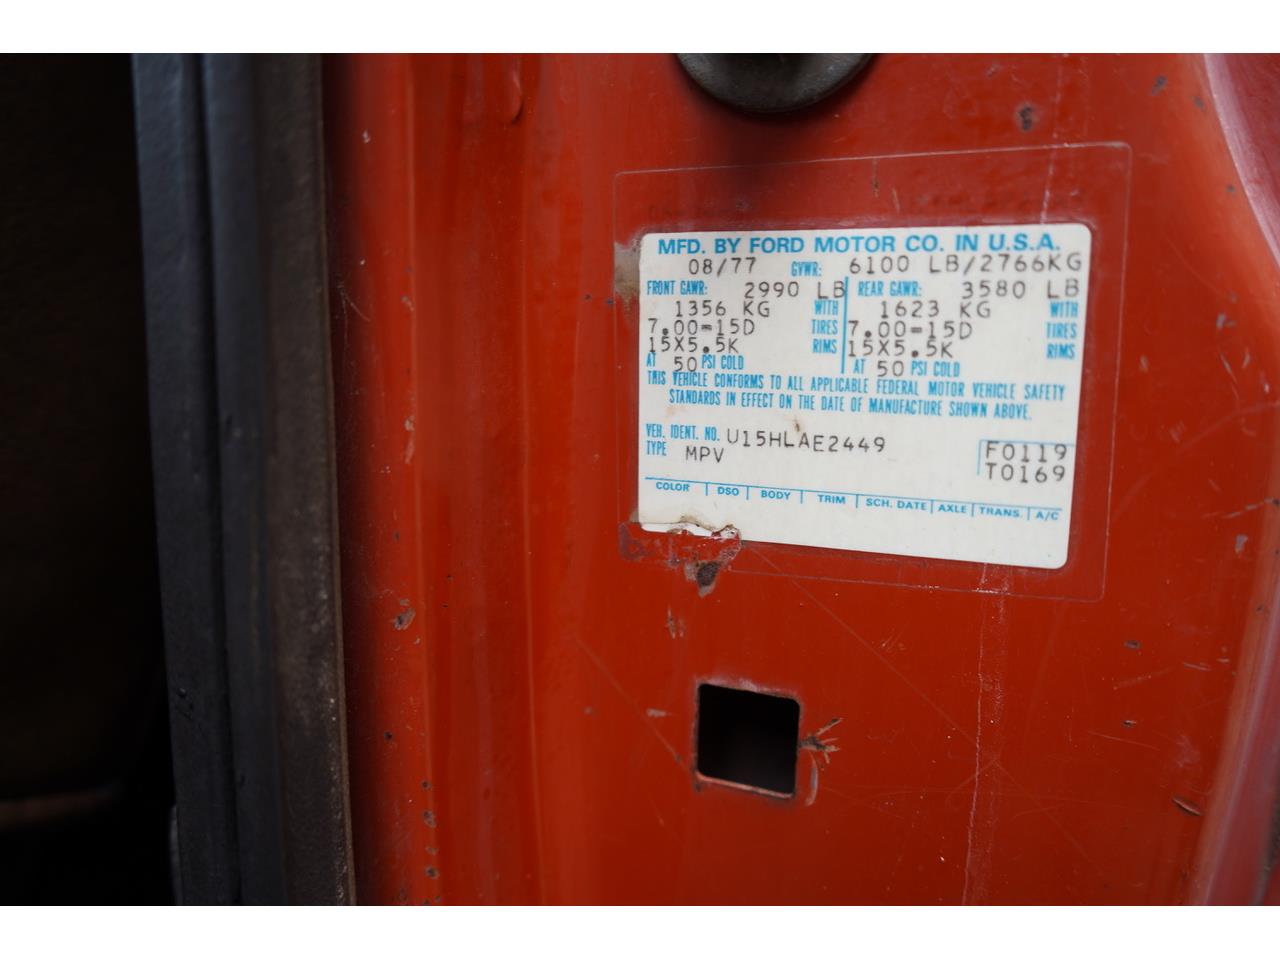 MFD. BY FORD MOTOR CO. IN U.S.A.
08/77 GVWR: 6100 LB/2766KG
FRONT GAWR: 2990 LB REAR GAWR: 3580 LB
1356 KG WITH 1623 KG WITH
7.00-15D TIRES 7.00-15D TIRES
15X5.5K RIMS 15X5.5K RIMS
AT 50 PSI COLD AT 50 PSI COLD
THIS VEHICLE CONFORMS TO ALL APPLICABLE FEDERAL MOTOR VEHICLE SAFETY
STANDARDS IN EFFECT ON THE DATE OF MANUFACTURE SHOWN ABOVE.
VEH. IDENT. NO. U15HLAE2449 F0119
TYPE MPV T0169
COLOR DSO BODY TRIM SCH. DATE AXLE TRANS. A/C